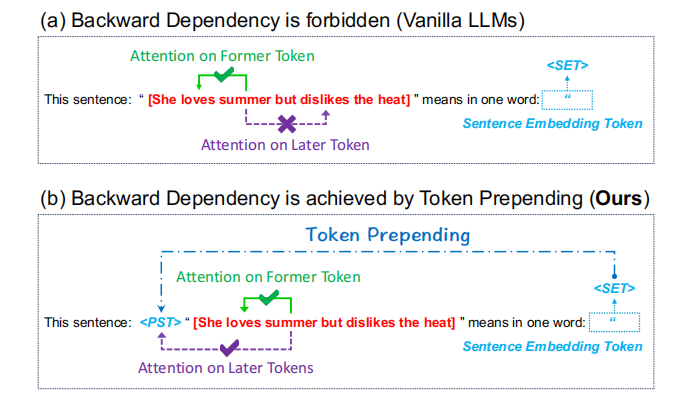 (a) Backward Dependency is forbidden (Vanilla LLMs)
Attention on Former Token
<SET>
This sentence: “ [She loves summer but dislikes the heat] ” means in one word: “
Sentence Embedding Token
Attention on Later Token
(b) Backward Dependency is achieved by Token Prepending (Ours)
Token Prepending
Attention on Former Token
<SET>
This sentence: <PST> “ [She loves summer but dislikes the heat] ” means in one word: “
Sentence Embedding Token
Attention on Later Tokens